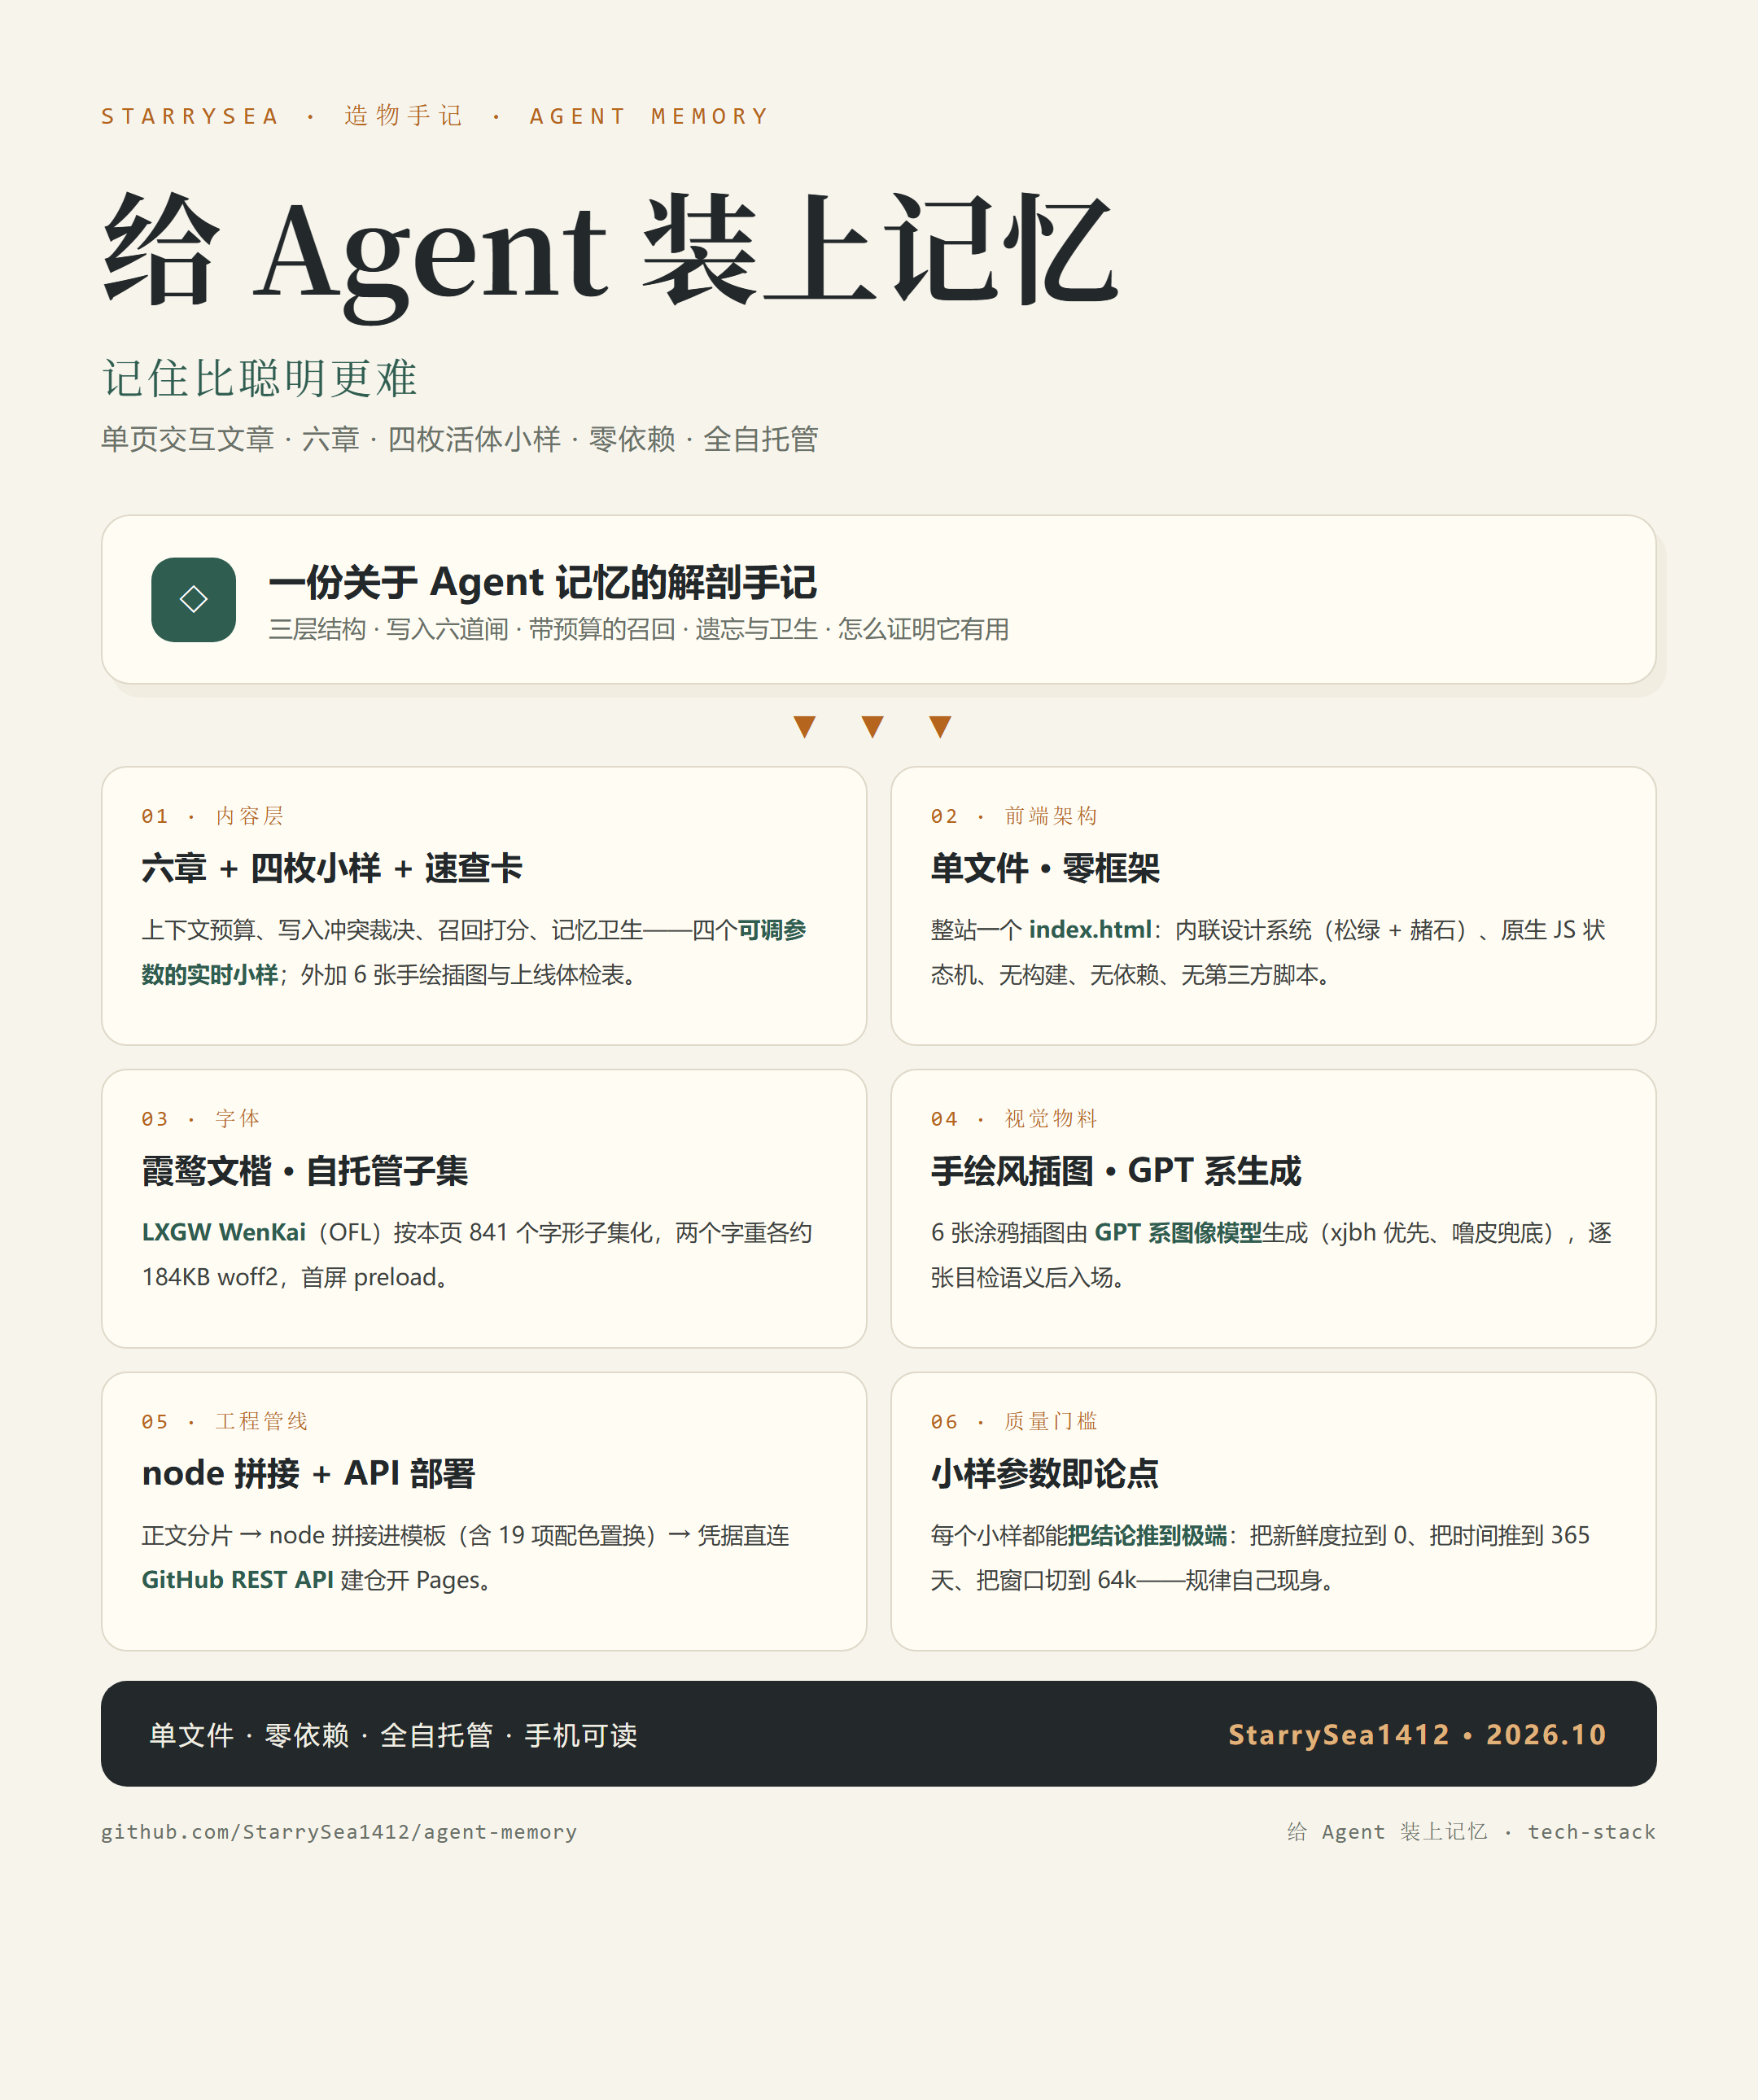 STARRYSEA · 造物手记 · AGENT MEMORY
给 Agent 装上记忆
记住比聪明更难
单页交互文章 · 六章 · 四枚活体小样 · 零依赖 · 全自托管
一份关于 Agent 记忆的解剖手记
三层结构 · 写入六道闸 · 带预算的召回 · 遗忘与卫生 · 怎么证明它有用
01 · 内容层
六章 + 四枚小样 + 速查卡
上下文预算、写入冲突裁决、召回打分、记忆卫生——四个可调参
数的实时小样；外加 6 张手绘插图与上线体检表。
02 · 前端架构
单文件 • 零框架
整站一个 index.html：内联设计系统（松绿 + 赭石）、原生 JS 状
态机、无构建、无依赖、无第三方脚本。
03 · 字体
霞鹜文楷 • 自托管子集
LXGW WenKai（OFL）按本页 841 个字形子集化，两个字重各约
184KB woff2，首屏 preload。
04 · 视觉物料
手绘风插图 • GPT 系生成
6 张涂鸦插图由 GPT 系图像模型生成（xjbh 优先、噜皮兜底），逐
张目检语义后入场。
05 · 工程管线
node 拼接 + API 部署
正文分片 → node 拼接进模板（含 19 项配色置换）→ 凭据直连
GitHub REST API 建仓开 Pages。
06 · 质量门槛
小样参数即论点
每个小样都能把结论推到极端：把新鲜度拉到 0、把时间推到 365
天、把窗口切到 64k——规律自己现身。
单文件 · 零依赖 · 全自托管 · 手机可读
StarrySea1412 • 2026.10
github.com/StarrySea1412/agent-memory
给 Agent 装上记忆 · tech-stack